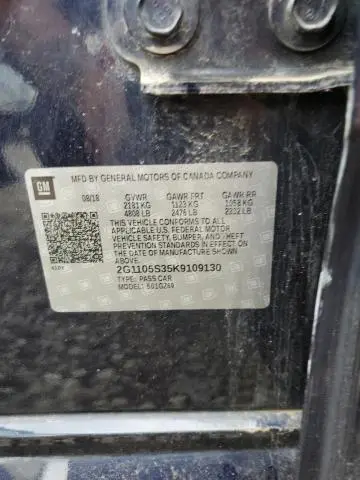 GM
MFD BY GENERAL MOTORS OF CANADA COMPANY
08/18 GVWR GAWR FRT GAWR RR
2181 KG 1123 KG 1058 KG
4808 LB 2476 LB 2332 LB
THIS VEHICLE CONFORMS TO ALL APPLICABLE
U.S. FEDERAL MOTOR
VEHICLE SAFETY, BUMPER, AND THEFT
PREVENTION STANDARDS IN EFFECT
ON THE DATE OF MANUFACTURE
SHOWN ABOVE.
2G1105S35K9109130
TYPE: PASS CAR
MODEL: